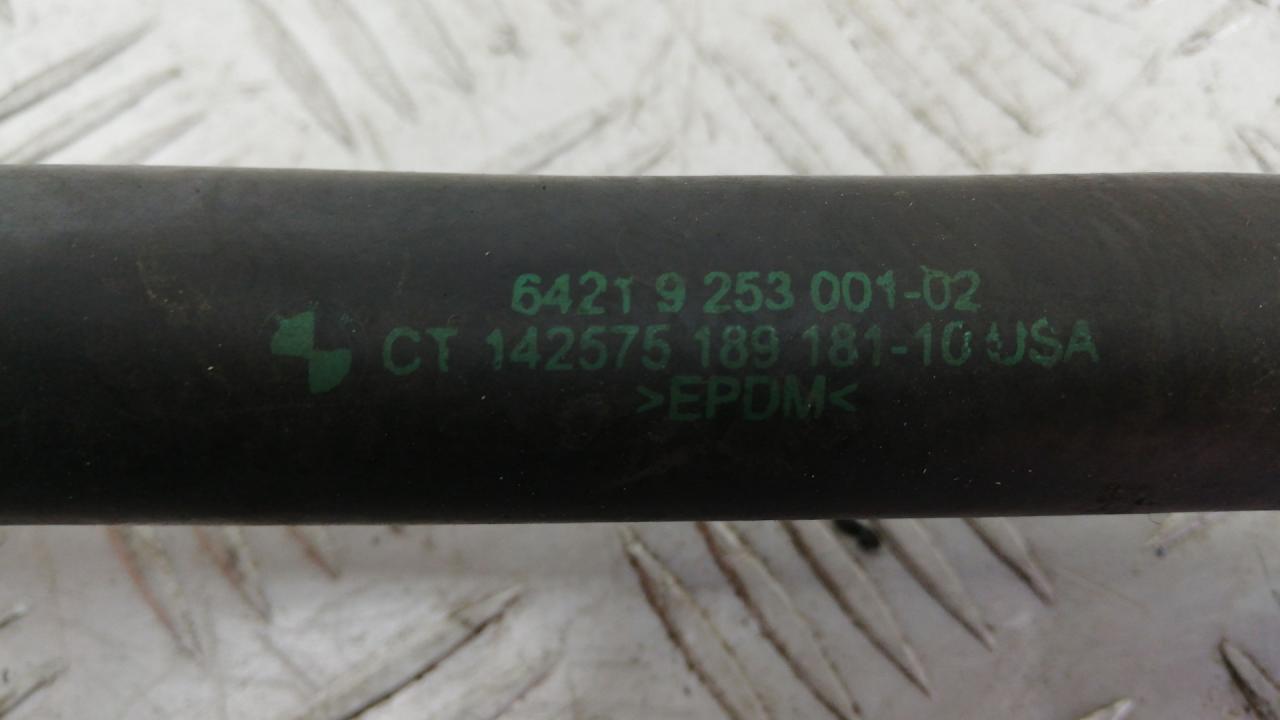 6421 9 253 001-02
CT 142575 189 181-10 USA
>EPDM<